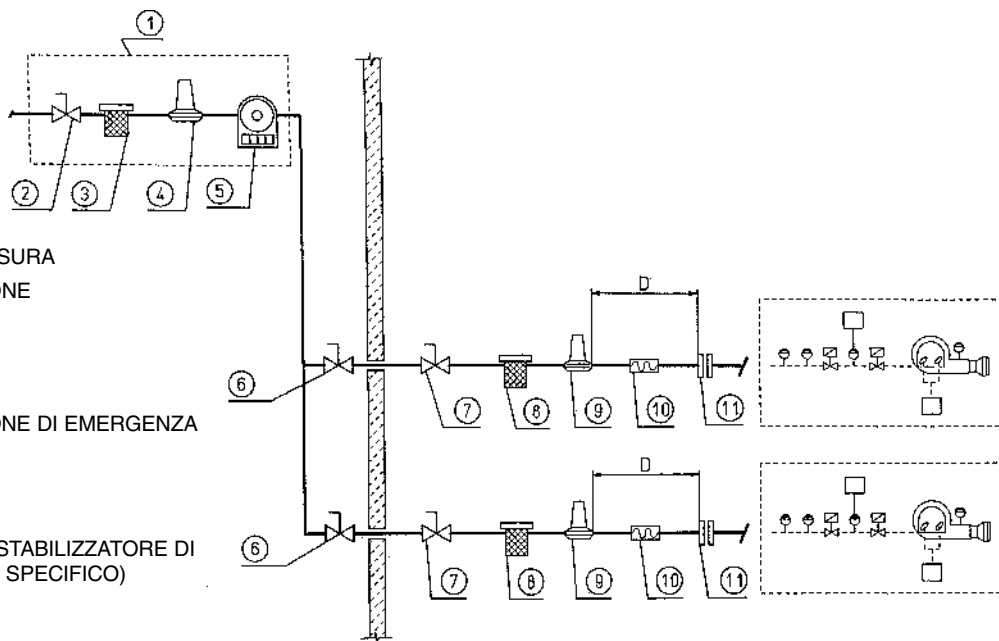 1
2 3 4 5
SURA
ONE
D
6
7 8 9 10 11
ONE DI EMERGENZA
D
STABILIZZATORE DI
SPECIFICO)
6
7 8 9 10 11